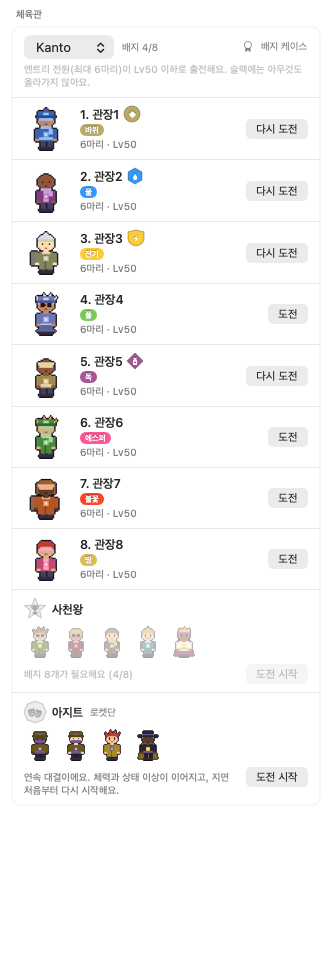 체육관
Kanto
배지 4/8
배지 케이스
엔트리 전원(최대 6마리)이 Lv50 이하로 출전해요. 슬랙에는 아무것도
올라가지 않아요.
1. 관장1
바위
6마리 · Lv50
다시 도전
2. 관장2
물
6마리 · Lv50
다시 도전
3. 관장3
전기
6마리 · Lv50
다시 도전
4. 관장4
풀
6마리 · Lv50
도전
5. 관장5
독
6마리 · Lv50
다시 도전
6. 관장6
에스퍼
6마리 · Lv50
도전
7. 관장7
불꽃
6마리 · Lv50
도전
8. 관장8
땅
6마리 · Lv50
도전
사천왕
배지 8개가 필요해요 (4/8)
도전 시작
아지트 로켓단
연속 대결이에요. 체력과 상태 이상이 이어지고, 지면
처음부터 다시 시작해요.
도전 시작